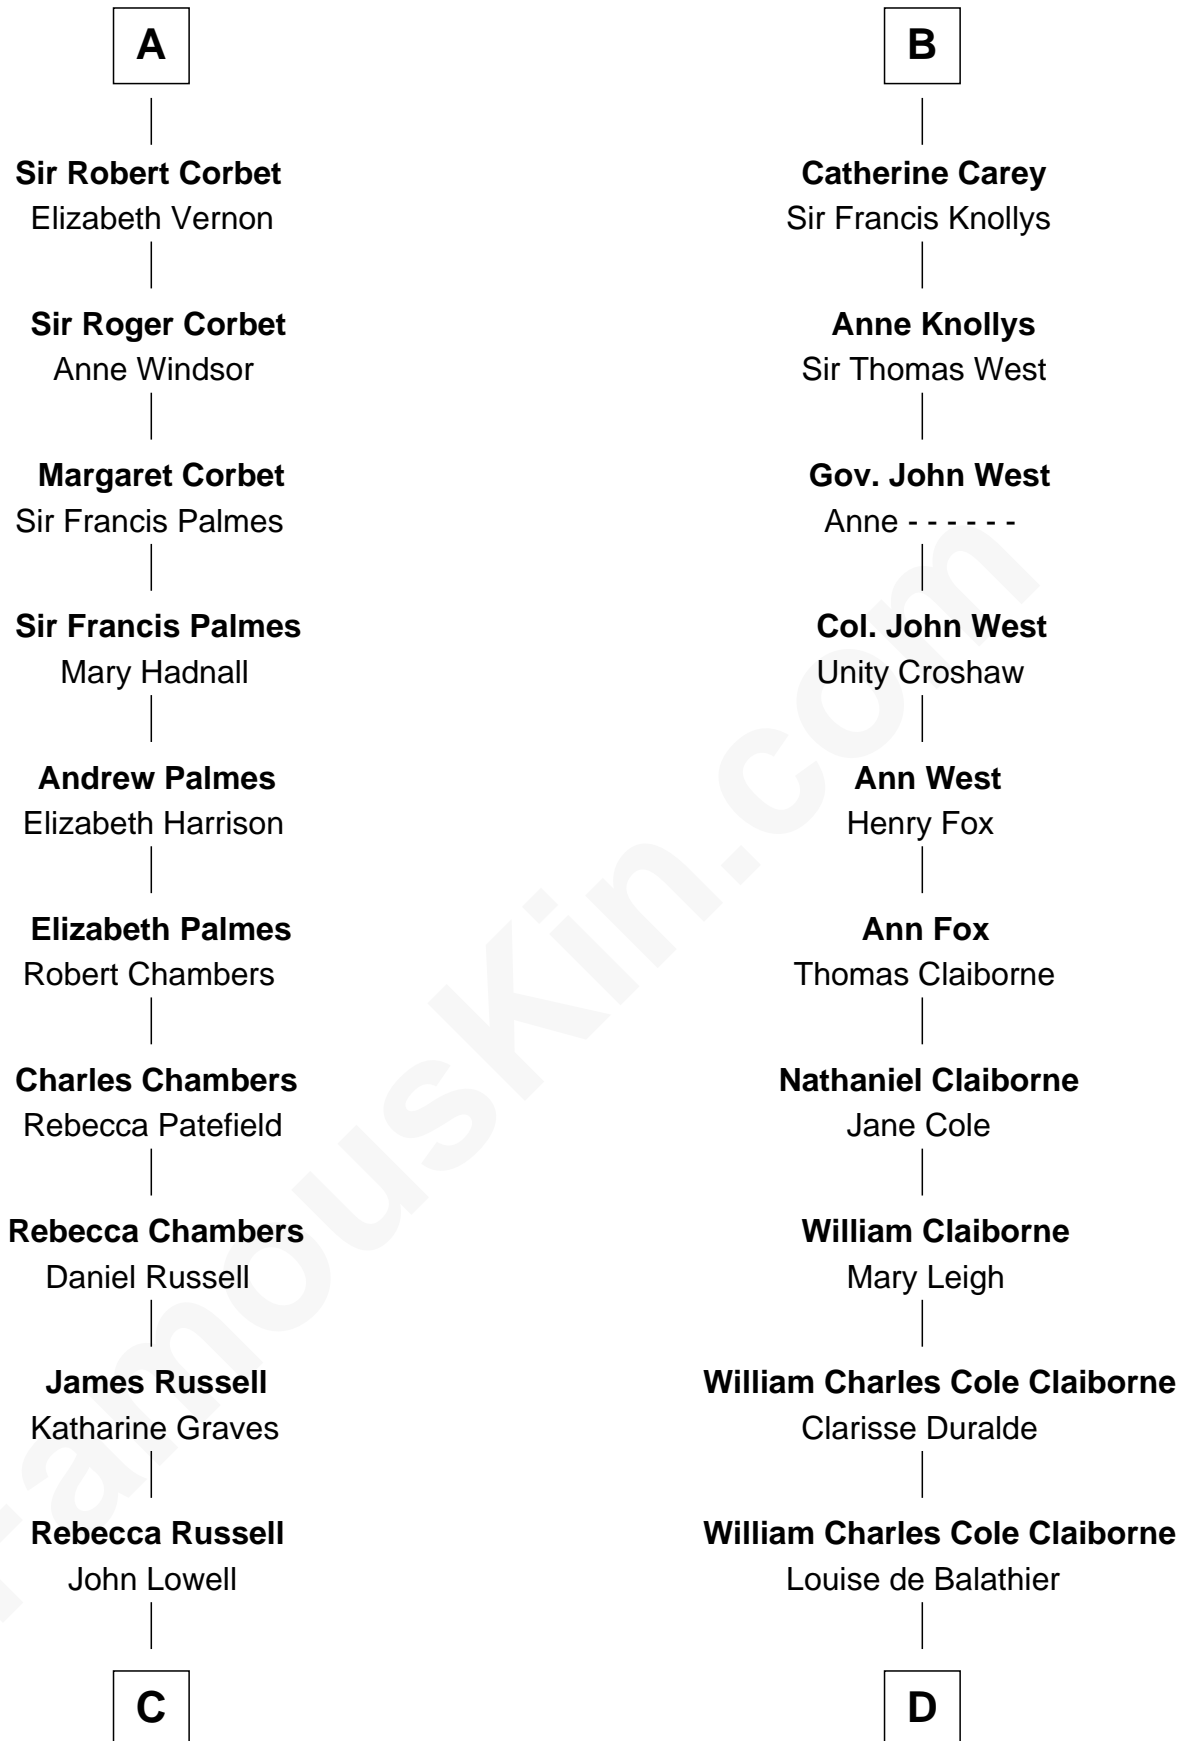 A
Sir Robert Corbet
Elizabeth Vernon
Sir Roger Corbet
Anne Windsor
Margaret Corbet
Sir Francis Palmes
Sir Francis Palmes
Mary Hadnall
Andrew Palmes
Elizabeth Harrison
Elizabeth Palmes
Robert Chambers
Charles Chambers
Rebecca Patefield
Rebecca Chambers
Daniel Russell
James Russell
Katharine Graves
Rebecca Russell
John Lowell
C
B
Catherine Carey
Sir Francis Knollys
Anne Knollys
Sir Thomas West
Gov. John West
Anne - - - - - -
Col. John West
Unity Croshaw
Ann West
Henry Fox
Ann Fox
Thomas Claiborne
Nathaniel Claiborne
Jane Cole
William Claiborne
Mary Leigh
William Charles Cole Claiborne
Clarisse Duralde
William Charles Cole Claiborne
Louise de Balathier
D
FamousKin.com